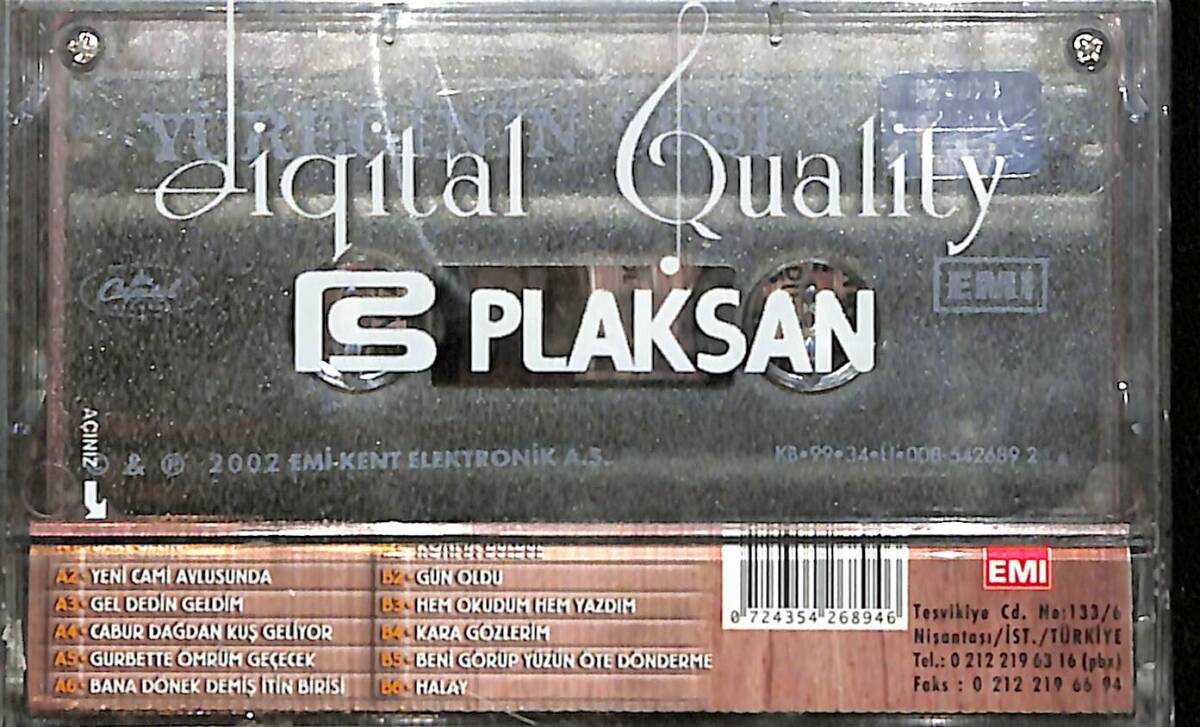 YÜREĞİN'İN SESİ
Digital Quality
Capitol
EMI
PLAKSAN
AÇINIZ
© & ℗ 2002 EMİ-KENT ELEKTRONİK A.Ş.
KB•99•34•Ü•008-542689 2
A2• YENİ CAMİ AVLUSUNDA
A3• GEL DEDİN GELDİM
A4• CABUR DAĞDAN KUŞ GELİYOR
A5• GURBETTE ÖMRÜM GEÇECEK
A6• BANA DÖNEK DEMİŞ İTİN BİRİSİ
B2• GÜN OLDU
B3• HEM OKUDUM HEM YAZDIM
B4• KARA GÖZLERİM
B5• BENİ GÖRÜP YÜZÜN ÖTE DÖNDERME
B6• HALAY
0 724354 268946
EMI
Teşvikiye Cd. No:133/6
Nişantaşı/İST./TÜRKİYE
Tel.: 0 212 219 63 16 (pbx)
Faks : 0 212 219 66 94